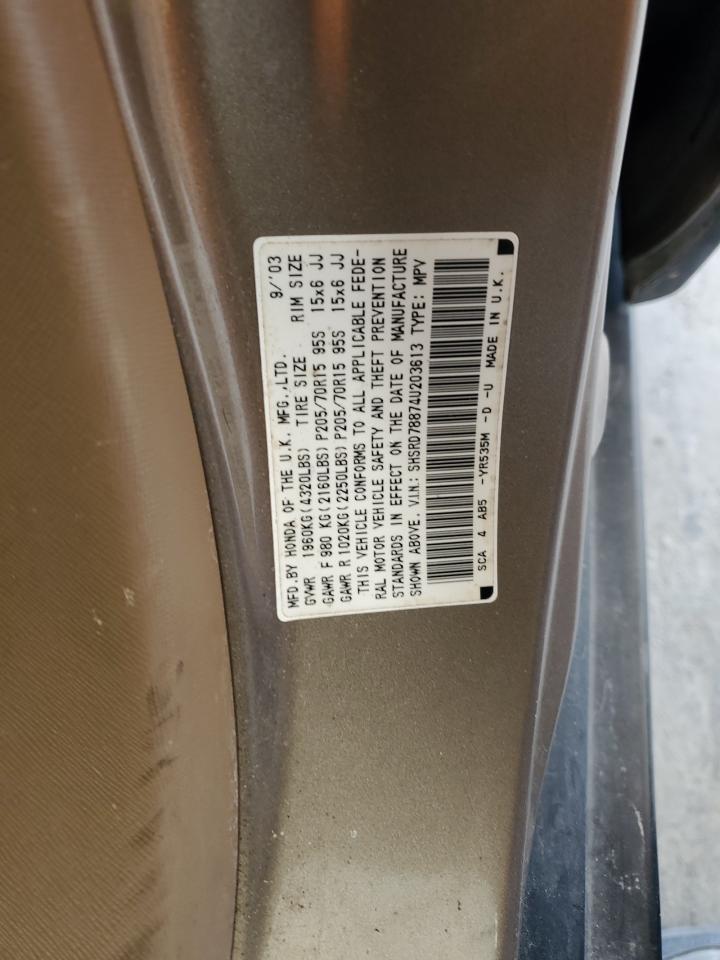 MFD.BY HONDA OF THE U.K. MFG.,LTD. 9/'03
GVWR 1960KG(4320LBS) TIRE SIZE RIM SIZE
GAWR F 980 KG(2160LBS)P205/70R15 95S 15x6 JJ
GAWR R 1020KG(2250LBS)P205/70R15 95S 15x6 JJ
THIS VEHICLE CONFORMS TO ALL APPLICABLE FEDE-
RAL MOTOR VEHICLE SAFETY AND THEFT PREVENTION
STANDARDS IN EFFECT ON THE DATE OF MANUFACTURE
SHOWN ABOVE. V.I.N.: SHSRD78874U203613 TYPE: MPV
SCA 4 AB5 -YR535M -D -U MADE IN U.K.